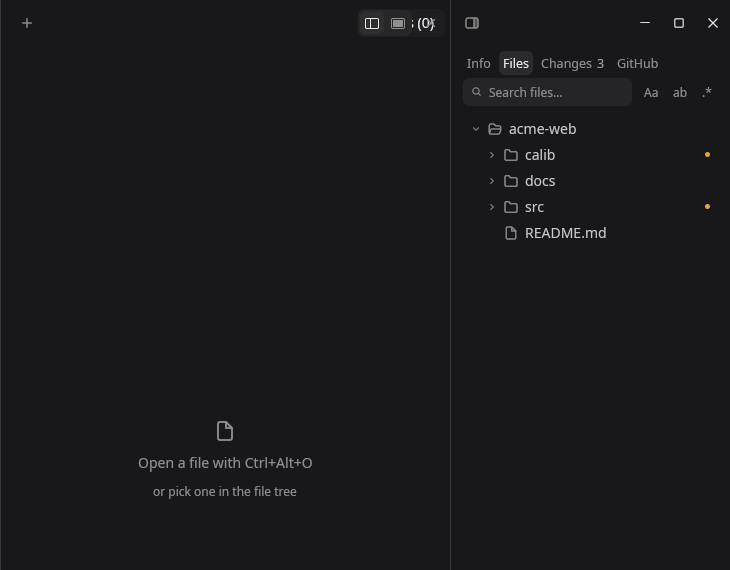 (0)
Info Files Changes 3 GitHub
Search files... Aa ab .*
acme-web
calib
docs
src
README.md
Open a file with Ctrl+Alt+O
or pick one in the file tree